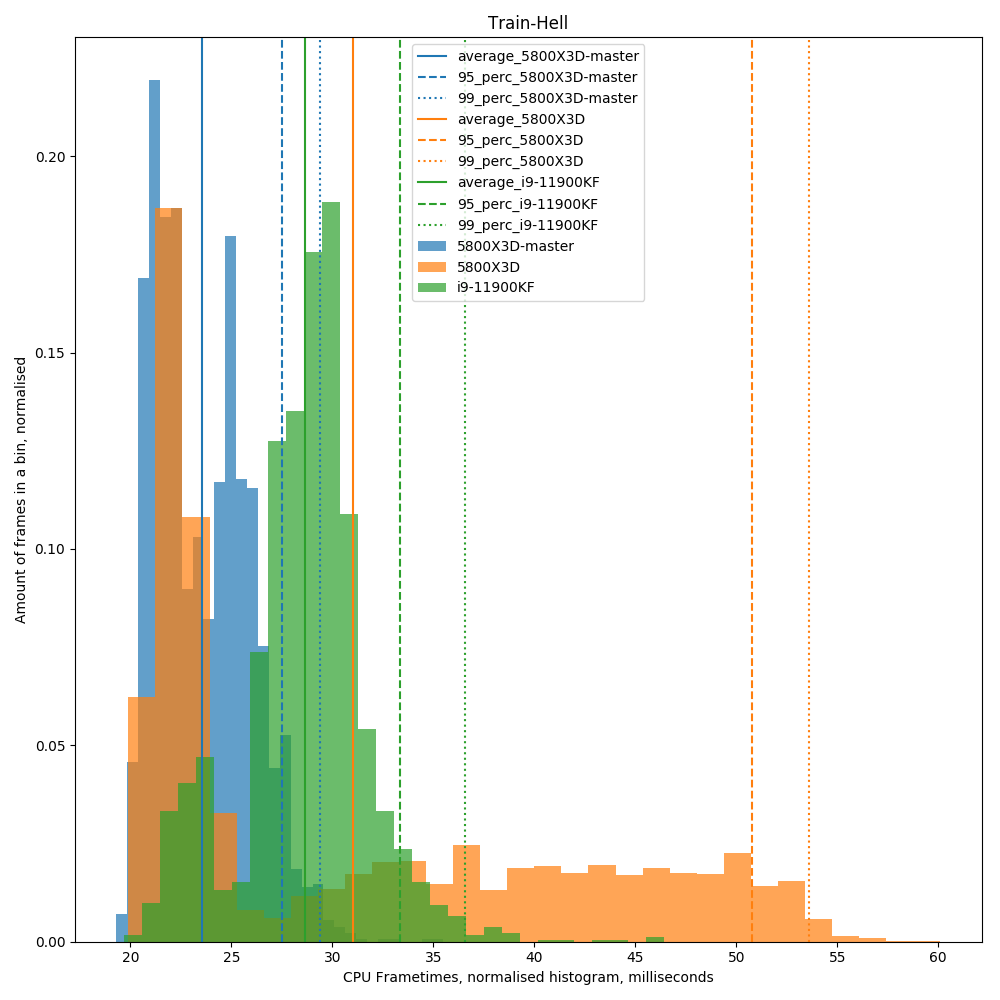 Train-Hell
average_5800X3D-master
95_perc_5800X3D-master
99_perc_5800X3D-master
average_5800X3D
95_perc_5800X3D
99_perc_5800X3D
average_i9-11900KF
95_perc_i9-11900KF
99_perc_i9-11900KF
5800X3D-master
5800X3D
i9-11900KF
Amount of frames in a bin, normalised
0.20
0.15
0.10
0.05
0.00
20 25 30 35 40 45 50 55 60
CPU Frametimes, normalised histogram, milliseconds